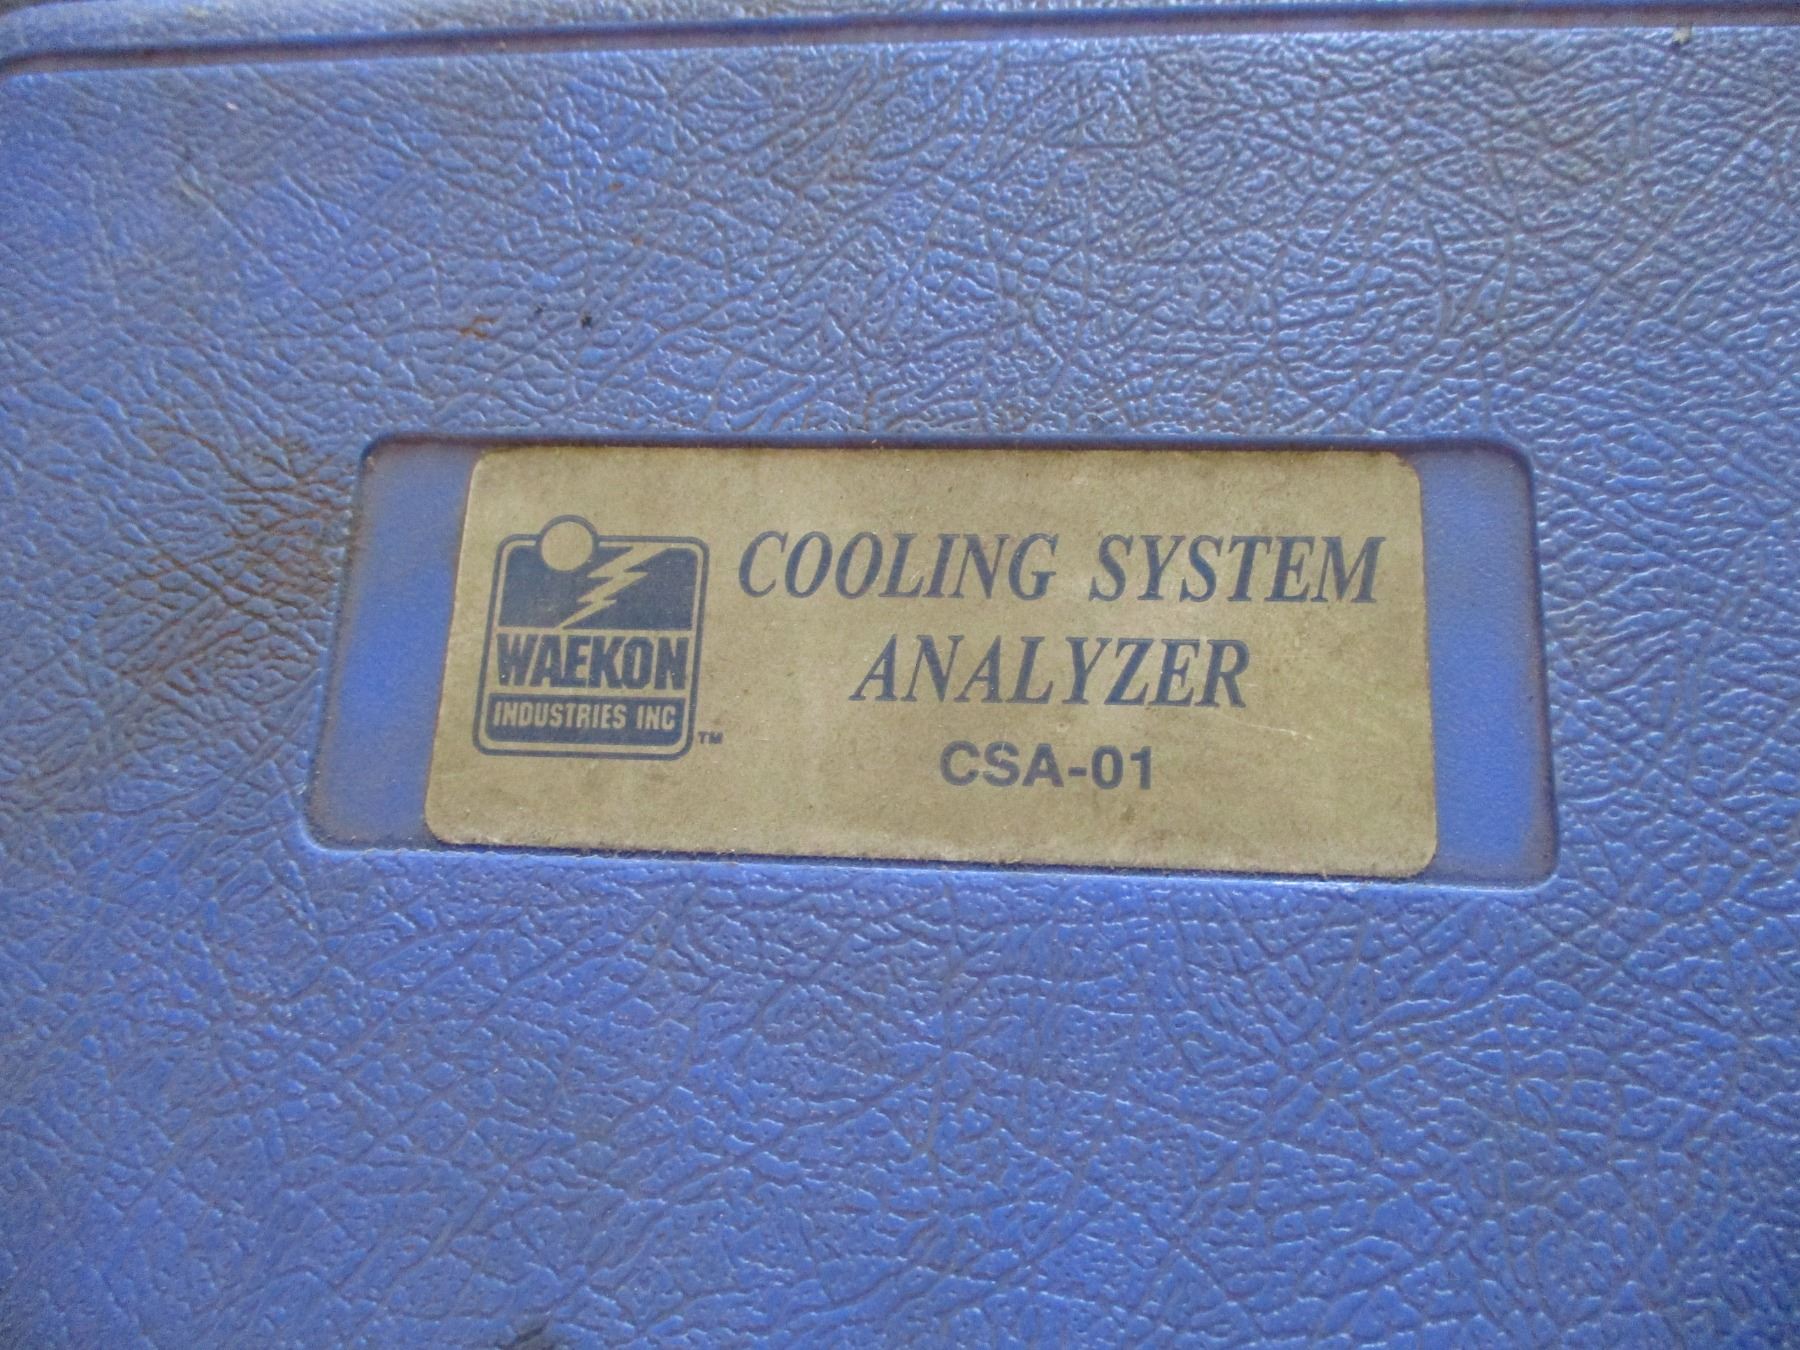 WAEKON
INDUSTRIES INC
™
COOLING SYSTEM
ANALYZER
CSA-01